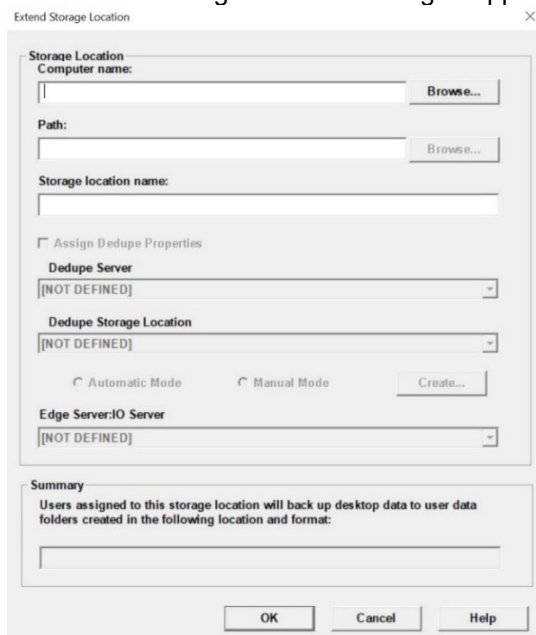 Extend Storage Location
Storage Location
Computer name:
Browse...
Path:
Browse...
Storage location name:
Assign Dedupe Properties
Dedupe Server
[NOT DEFINED]
Dedupe Storage Location
[NOT DEFINED]
Automatic Mode Manual Mode Create...
Edge Server:IO Server
[NOT DEFINED]
Summary
Users assigned to this storage location will back up desktop data to user data
folders created in the following location and format:
OK Cancel Help